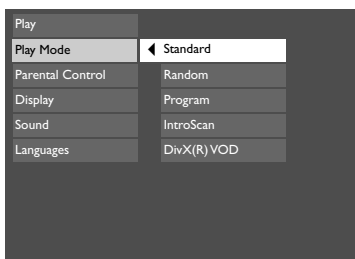 Play
Play Mode
Standard
Parental Control
Random
Display
Program
Sound
IntroScan
Languages
DivX(R) VOD